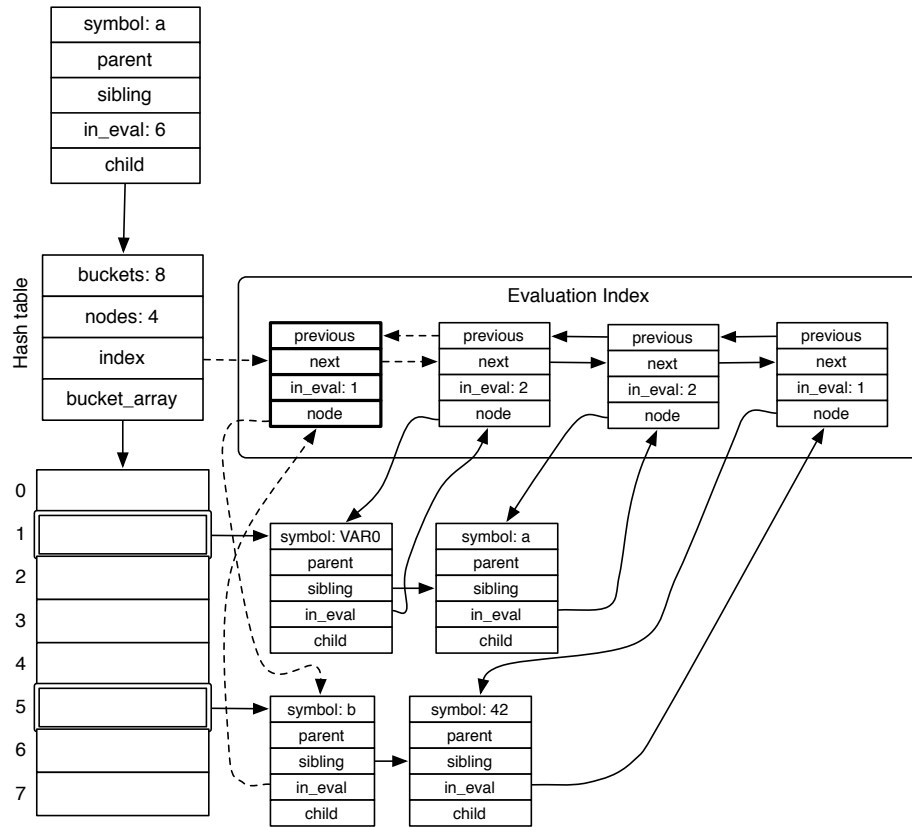 symbol: a
parent
sibling
in_eval: 6
child
Hash table
buckets: 8
nodes: 4
index
bucket_array
Evaluation Index
previous
next
in_eval: 1
node
previous
next
in_eval: 2
node
previous
next
in_eval: 2
node
previous
next
in_eval: 1
node
0
1
2
3
4
5
6
7
symbol: VAR0
parent
sibling
in_eval
child
symbol: a
parent
sibling
in_eval
child
symbol: b
parent
sibling
in_eval
child
symbol: 42
parent
sibling
in_eval
child